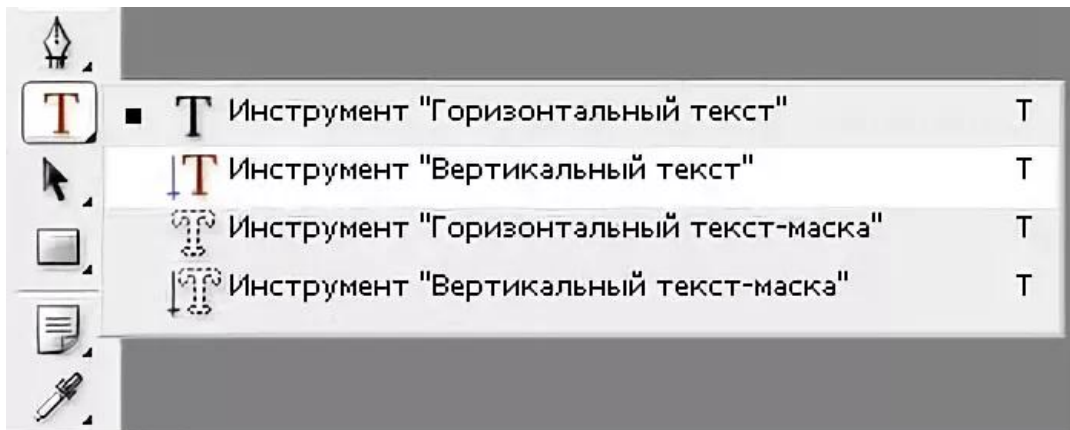 Инструмент "Горизонтальный текст" T
Инструмент "Вертикальный текст" T
Инструмент "Горизонтальный текст-маска" T
Инструмент "Вертикальный текст-маска" T